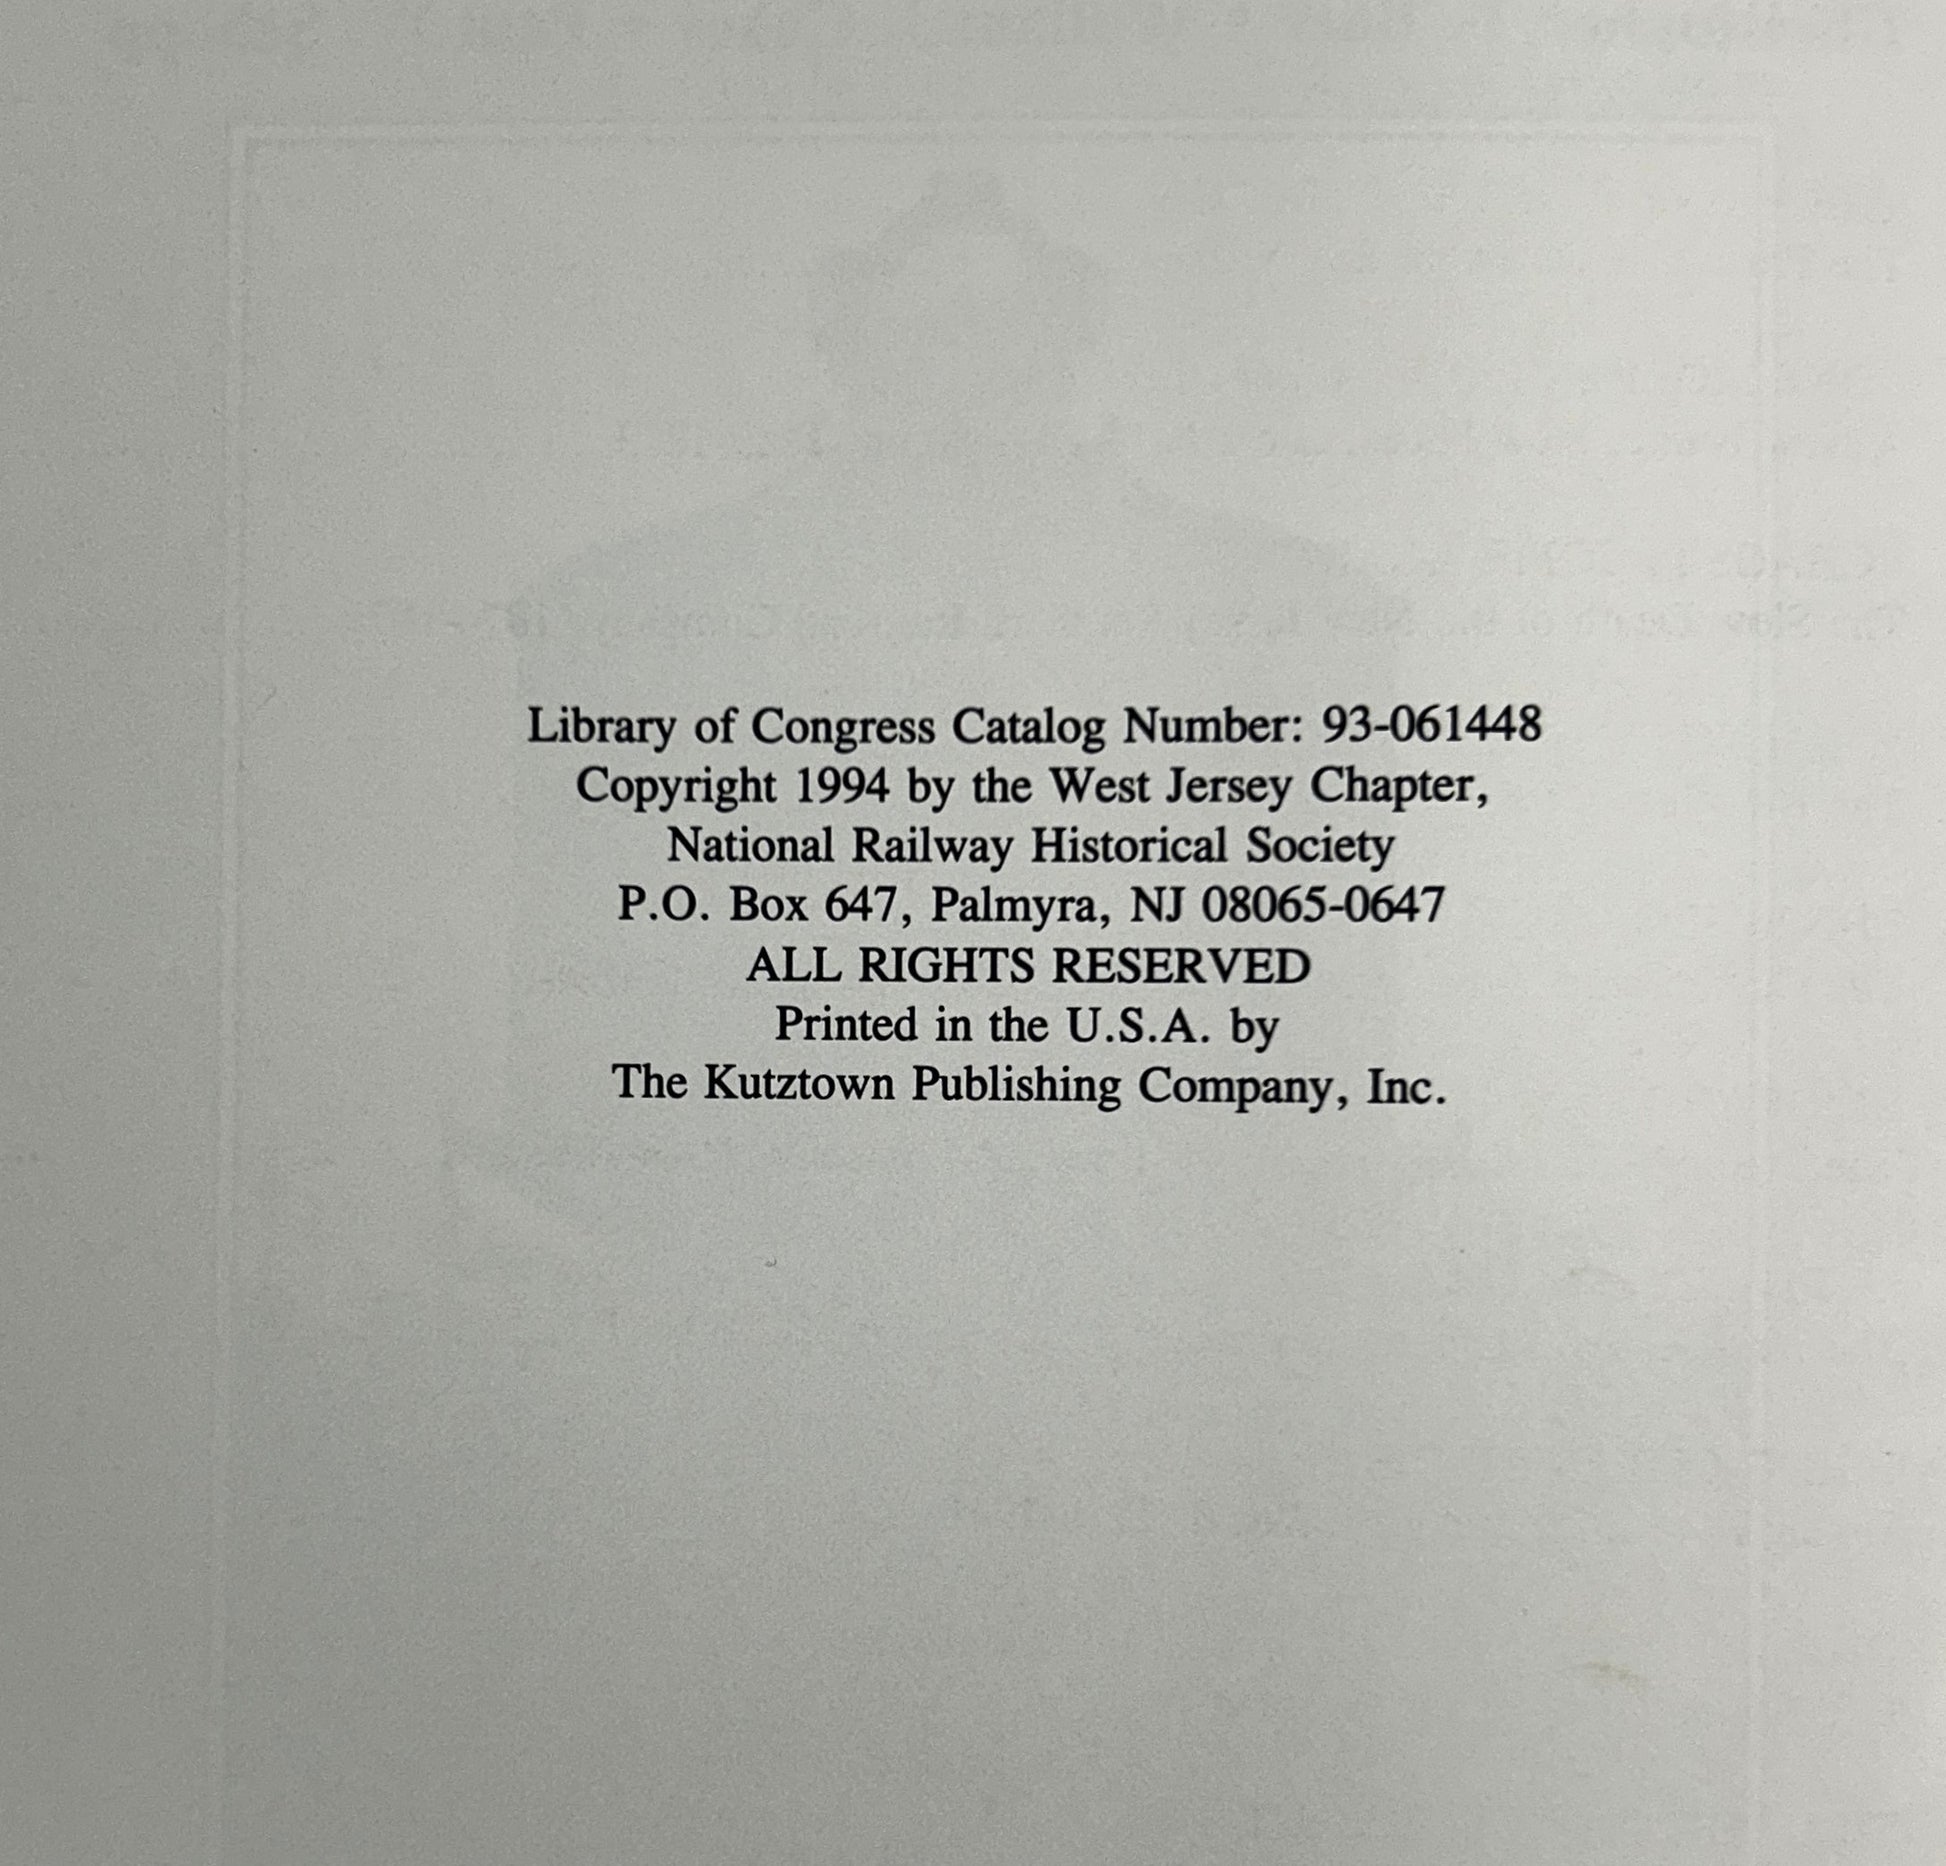 Library of Congress Catalog Number: 93-061448
Copyright 1994 by the West Jersey Chapter,
National Railway Historical Society
P.O. Box 647, Palmyra, NJ 08065-0647
ALL RIGHTS RESERVED
Printed in the U.S.A. by
The Kutztown Publishing Company, Inc.